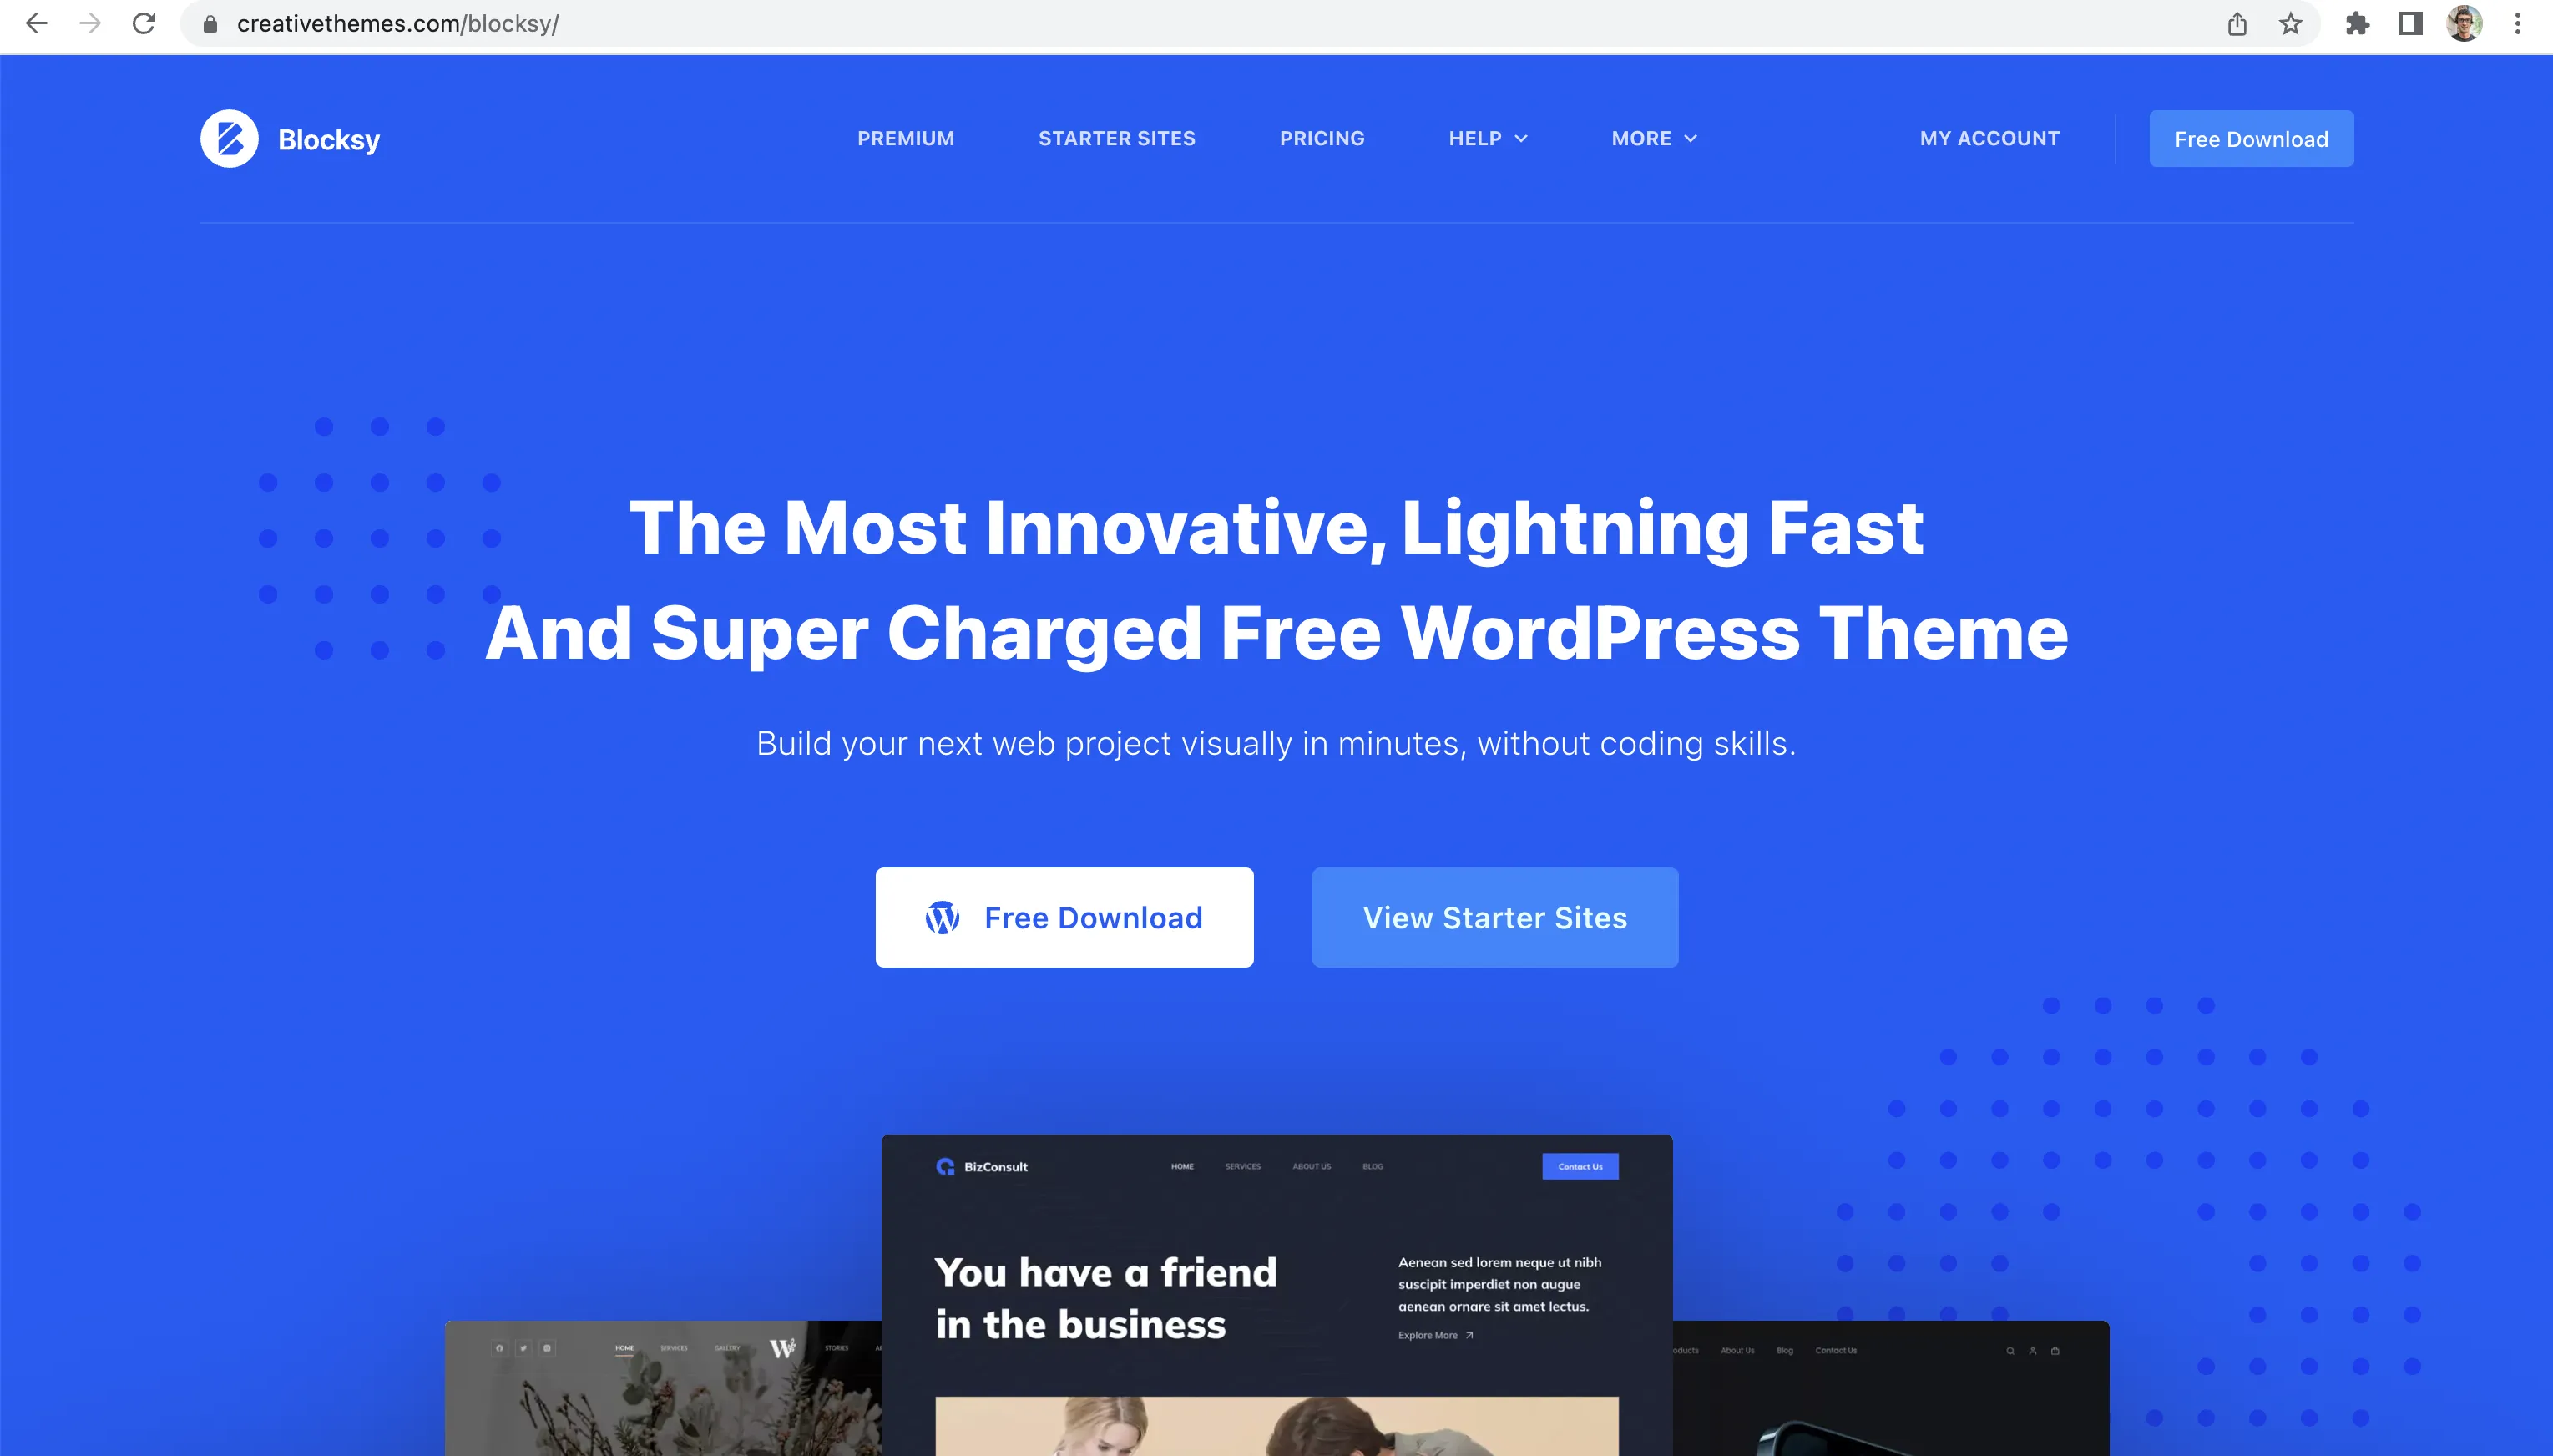 creativethemes.com/blocksy/
Blocksy
PREMIUM STARTER SITES PRICING HELP MORE MY ACCOUNT Free Download
The Most Innovative, Lightning Fast
And Super Charged Free WordPress Theme
Build your next web project visually in minutes, without coding skills.
Free Download View Starter Sites
BizConsult HOME SERVICES ABOUT US BLOG Contact Us
You have a friend
in the business
Aenean sed lorem neque ut nibh
suscipit imperdiet non augue
aenean ornare sit amet lectus.
Explore More
HOME SERVICES GALLERY W STORIES
About Us Blog Contact Us